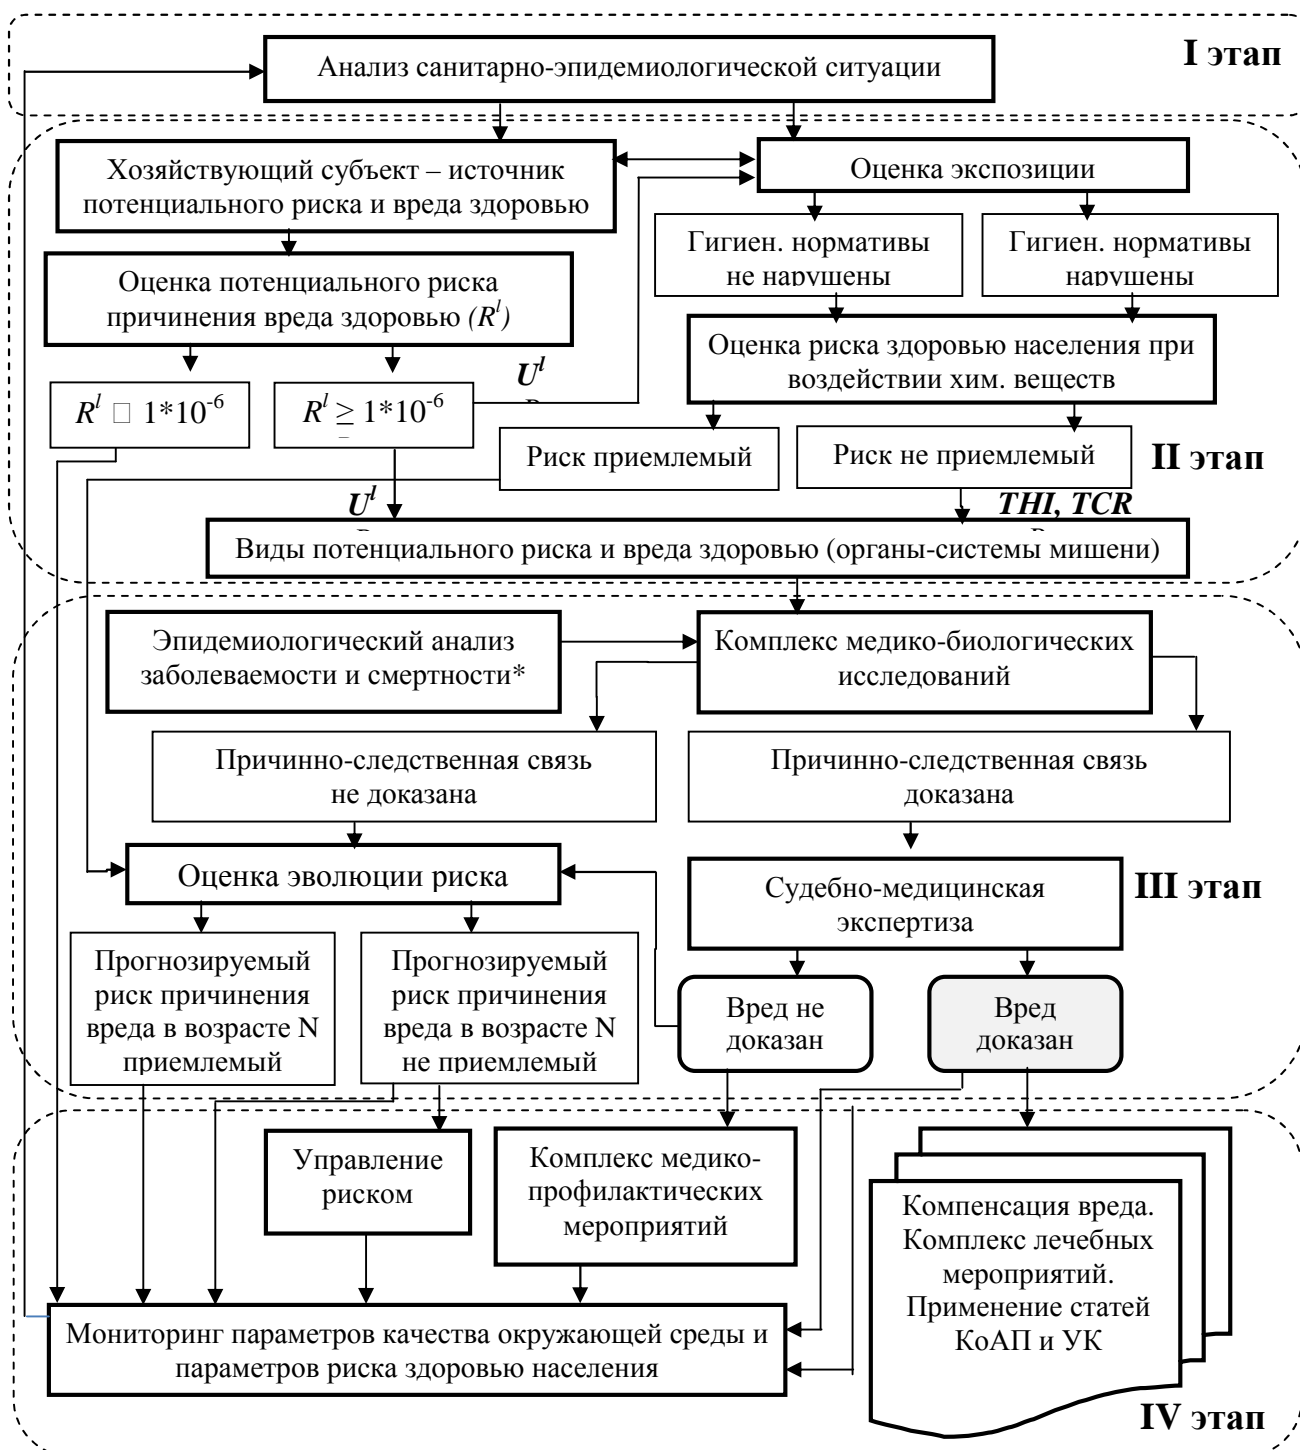 I этап
Анализ санитарно-эпидемиологической ситуации
Хозяйствующий субъект – источник
потенциального риска и вреда здоровью
Оценка экспозиции
Гигиен. нормативы
не нарушены
Гигиен. нормативы
нарушены
Оценка потенциального риска
причинения вреда здоровью (R^l)
Оценка риска здоровью населения при
воздействии хим. веществ
U^l
R^l □ 1*10^-6
R^l ≥ 1*10^-6
Риск приемлемый
Риск не приемлемый
II этап
U^l
THI, TCR
Виды потенциального риска и вреда здоровью (органы-системы мишени)
Эпидемиологический анализ
заболеваемости и смертности*
Комплекс медико-биологических
исследований
Причинно-следственная связь
не доказана
Причинно-следственная связь
доказана
Оценка эволюции риска
Судебно-медицинская
экспертиза
III этап
Прогнозируемый
риск причинения
вреда в возрасте N
приемлемый
Прогнозируемый
риск причинения
вреда в возрасте N
не приемлемый
Вред не
доказан
Вред
доказан
Управление
риском
Комплекс медико-
профилактических
мероприятий
Компенсация вреда.
Комплекс лечебных
мероприятий.
Применение статей
КоАП и УК
Мониторинг параметров качества окружающей среды и
параметров риска здоровью населения
IV этап